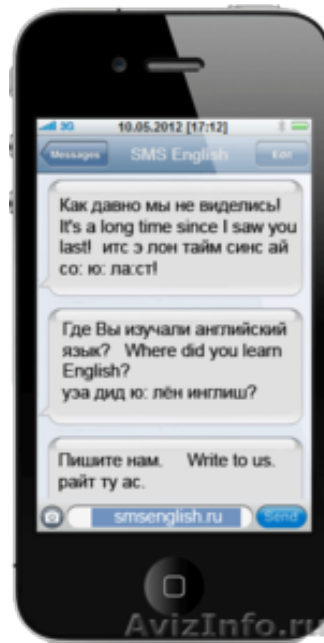 3G 10.05.2012 [17:12]
Messages SMS English Edit
Как давно мы не виделись!
It's a long time since I saw you
last! итс э лон тайм синс ай
со: ю: ла:ст!
Где Вы изучали английский
язык? Where did you learn
English?
уэа дид ю: лён инглиш?
Пишите нам. Write to us.
райт ту ас.
smsenglish.ru Send
AvizInfo.ru